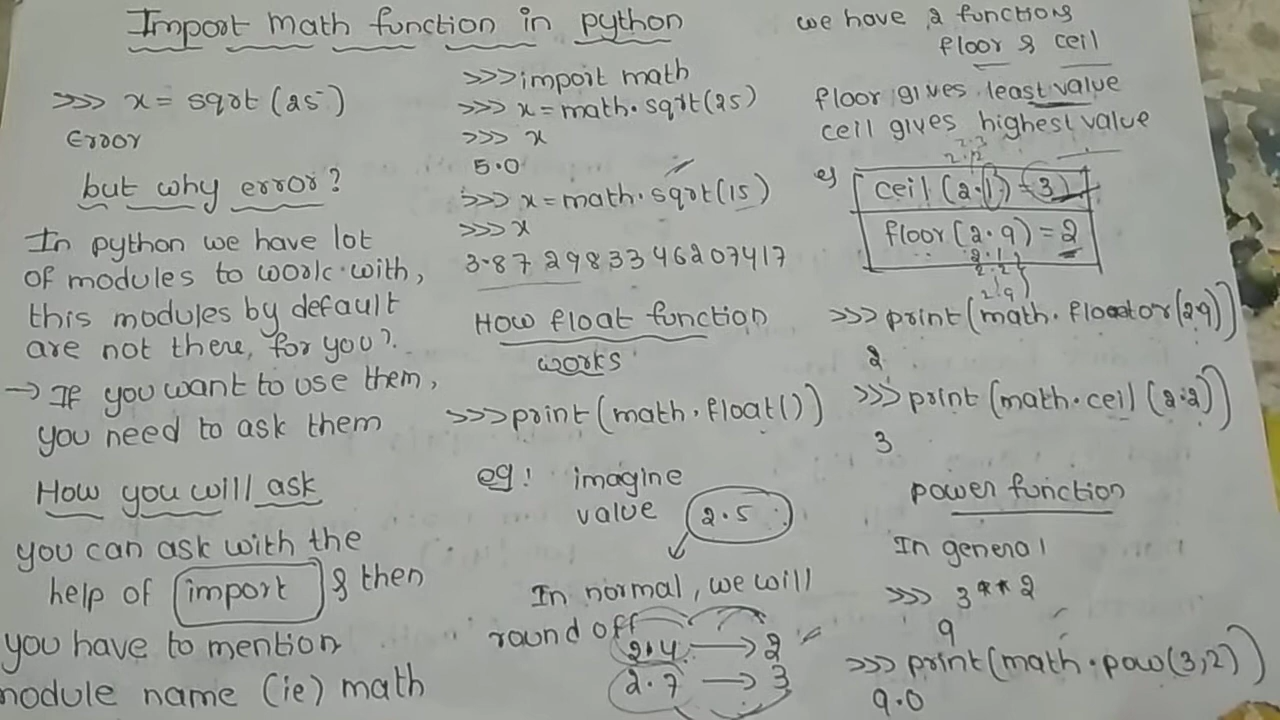 Import math function in python
>>> x = sqrt(25)
Error
but why error?
In python we have lot
of modules to work with,
this modules by default
are not there, for you?.
→ If you want to use them,
you need to ask them
How you will ask
you can ask with the
help of import & then
you have to mention
module name (ie) math
>>> import math
>>> x = math.sqrt(25)
>>> x
5.0
>>> x = math.sqrt(15)
>>> x
3.872983346207417
How float function
works
>>> print(math.float())
eg: imagine
value 2.5
In normal, we will
round off
2.4 → 2
2.7 → 3
we have 2 functions
floor & ceil
floor gives least value
ceil gives highest value
eg ceil (2.1) = 3
floor (2.9) = 2
2.1
2.2
2.9
>>> print(math.floor(2.9))
2
>>> print (math.ceil (2.2))
3
power function
In general
>>> 3**2
9
>>> print(math.pow(3,2))
9.0